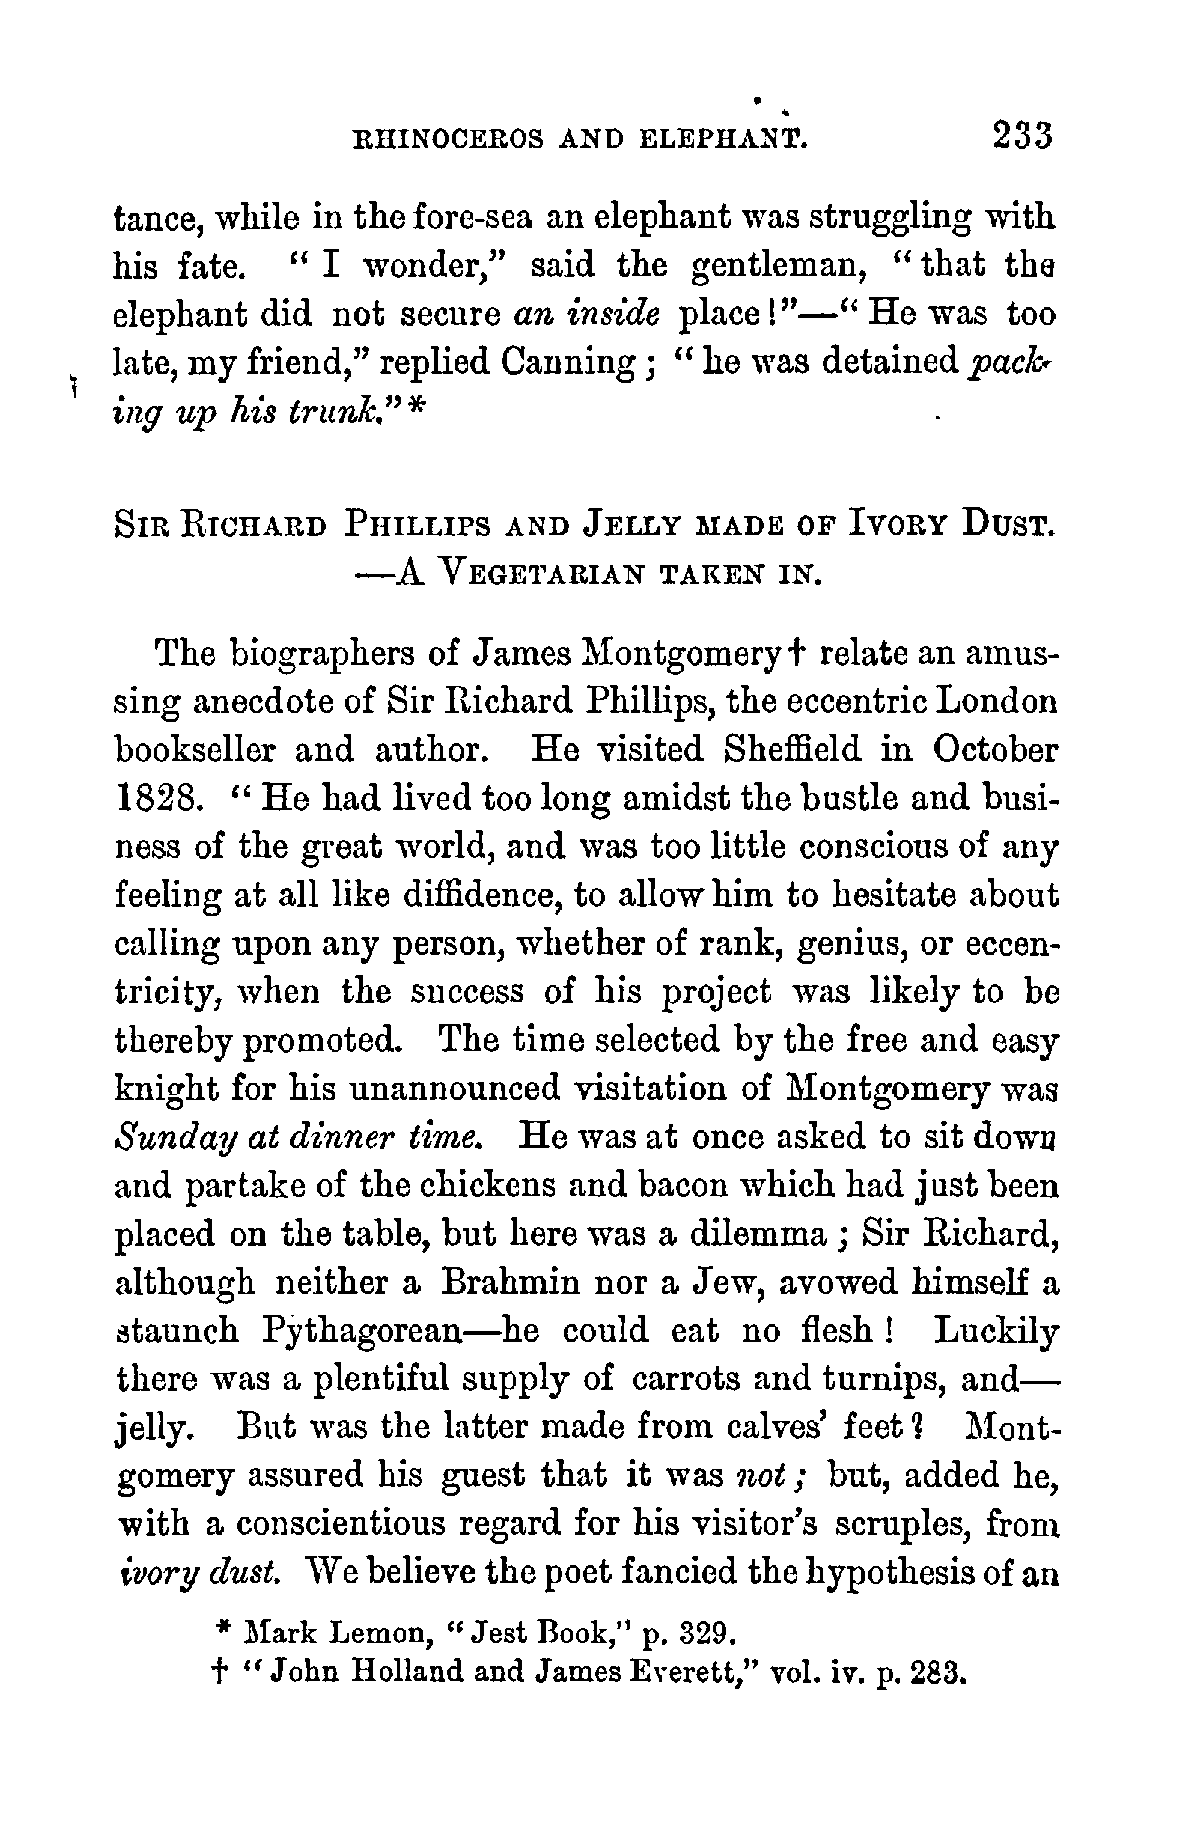 RHINOCEROS AND ELEPHANT. 233
tance, while in the fore-sea an elephant was struggling with
his fate. “ I wonder,” said the gentleman, “ that the
elephant did not secure an inside place !”—“ He was too
late, my friend,” replied Canning ; “ he was detained pack-
ing up his trunk.”*
SIR RICHARD PHILLIPS AND JELLY MADE OF IVORY DUST.
—A VEGETARIAN TAKEN IN.
The biographers of James Montgomery† relate an amus-
sing anecdote of Sir Richard Phillips, the eccentric London
bookseller and author. He visited Sheffield in October
1828. “ He had lived too long amidst the bustle and busi-
ness of the great world, and was too little conscious of any
feeling at all like diffidence, to allow him to hesitate about
calling upon any person, whether of rank, genius, or eccen-
tricity, when the success of his project was likely to be
thereby promoted. The time selected by the free and easy
knight for his unannounced visitation of Montgomery was
Sunday at dinner time. He was at once asked to sit down
and partake of the chickens and bacon which had just been
placed on the table, but here was a dilemma ; Sir Richard,
although neither a Brahmin nor a Jew, avowed himself a
staunch Pythagorean—he could eat no flesh ! Luckily
there was a plentiful supply of carrots and turnips, and—
jelly. But was the latter made from calves’ feet ? Mont-
gomery assured his guest that it was not ; but, added he,
with a conscientious regard for his visitor’s scruples, from
ivory dust. We believe the poet fancied the hypothesis of an
* Mark Lemon, “ Jest Book,” p. 329.
† “ John Holland and James Everett,” vol. iv. p. 283.